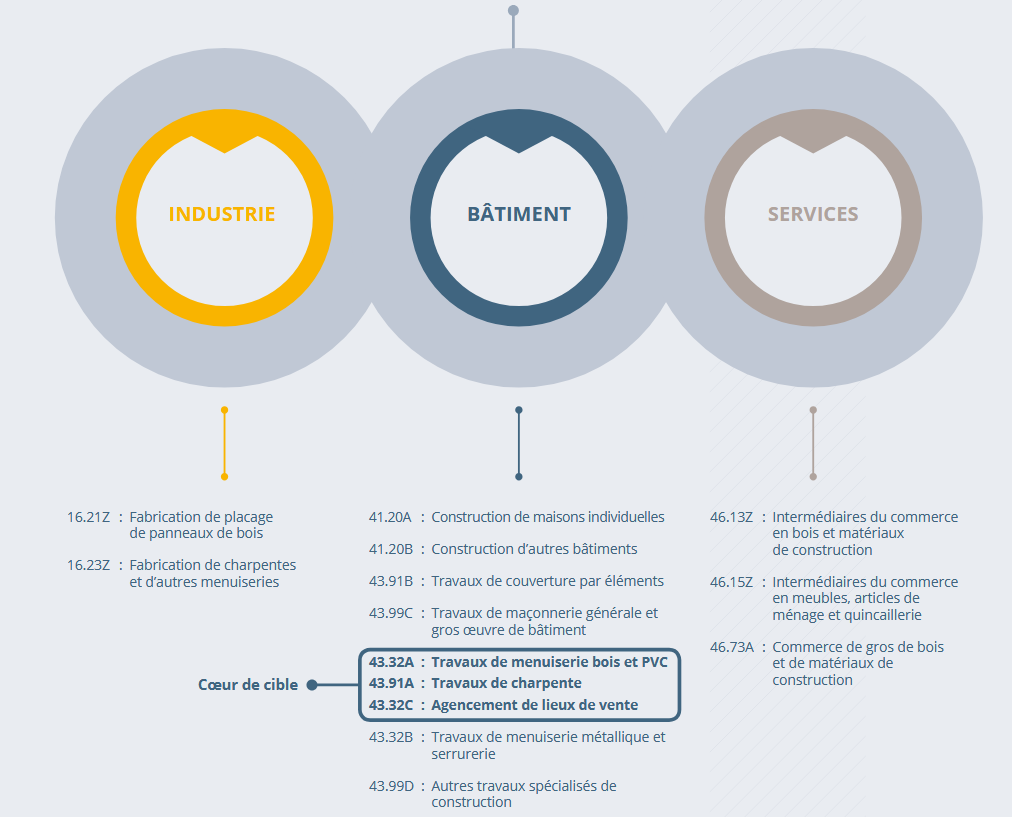 INDUSTRIE
BÂTIMENT
SERVICES
16.21Z : Fabrication de placage
de panneaux de bois
16.23Z : Fabrication de charpentes
et d'autres menuiseries
41.20A : Construction de maisons individuelles
41.20B : Construction d'autres bâtiments
43.91B : Travaux de couverture par éléments
43.99C : Travaux de maçonnerie générale et
gros œuvre de bâtiment
Cœur de cible
43.32A : Travaux de menuiserie bois et PVC
43.91A : Travaux de charpente
43.32C : Agencement de lieux de vente
43.32B : Travaux de menuiserie métallique et
serrurerie
43.99D : Autres travaux spécialisés de
construction
46.13Z : Intermédiaires du commerce
en bois et matériaux
de construction
46.15Z : Intermédiaires du commerce
en meubles, articles de
ménage et quincaillerie
46.73A : Commerce de gros de bois
et de matériaux de
construction